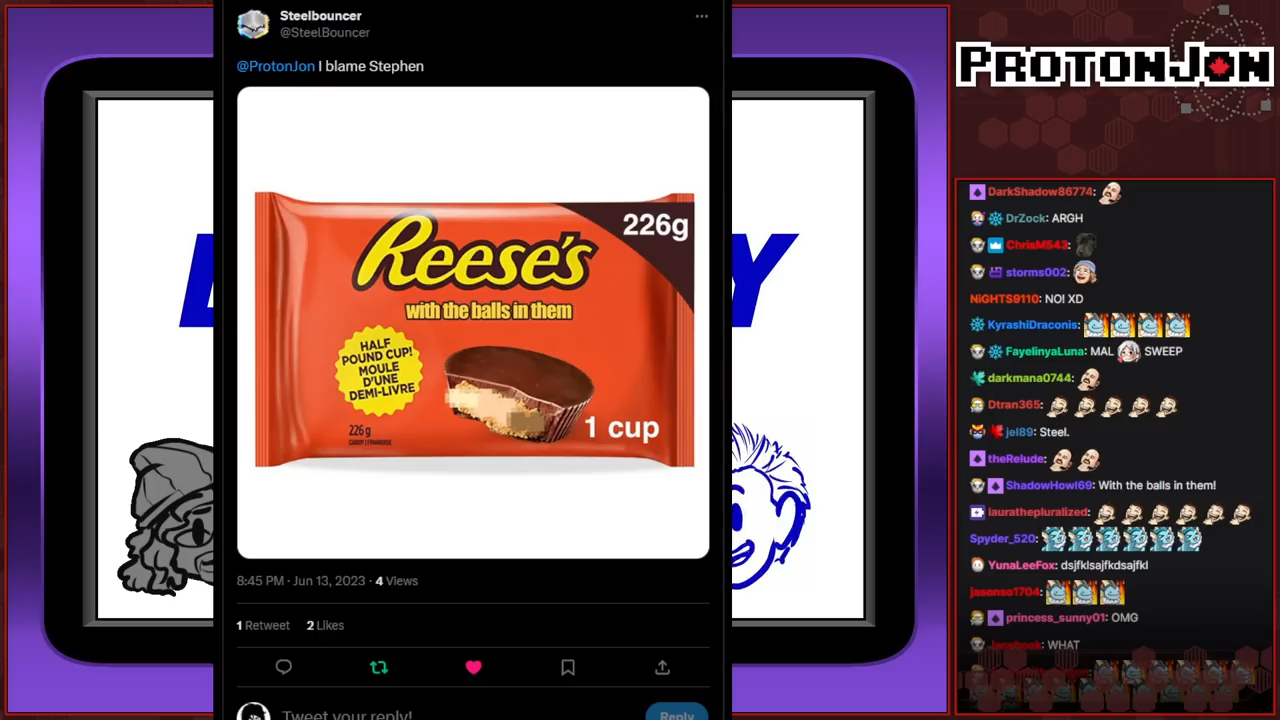 Steelbouncer
@SteelBouncer
@ProtonJon I blame Stephen
226g
Reese's
with the balls in them
HALF
POUND CUP!
MOULE
D'UNE
DEMI-LIVRE
226 g
1 cup
8:45 PM · Jun 13, 2023 · 4 Views
1 Retweet 2 Likes
Tweet your reply!
Reply
Y
PROTONJON
DarkShadow86774:
DrZock: ARGH
ChrisM543:
storms002:
NiGHTS9110: NO! XD
KyrashiDraconis:
FayelinyaLuna: MAL SWEEP
darkmana0744:
Dtran365:
jel89: Steel.
theRelude:
ShadowHowl69: With the balls in them!
laurathepluralized:
Spyder_520:
YunaLeeFox: dsjfklsajfkdsajfkl
jasonso1704:
princess_sunny01: OMG
WHAT